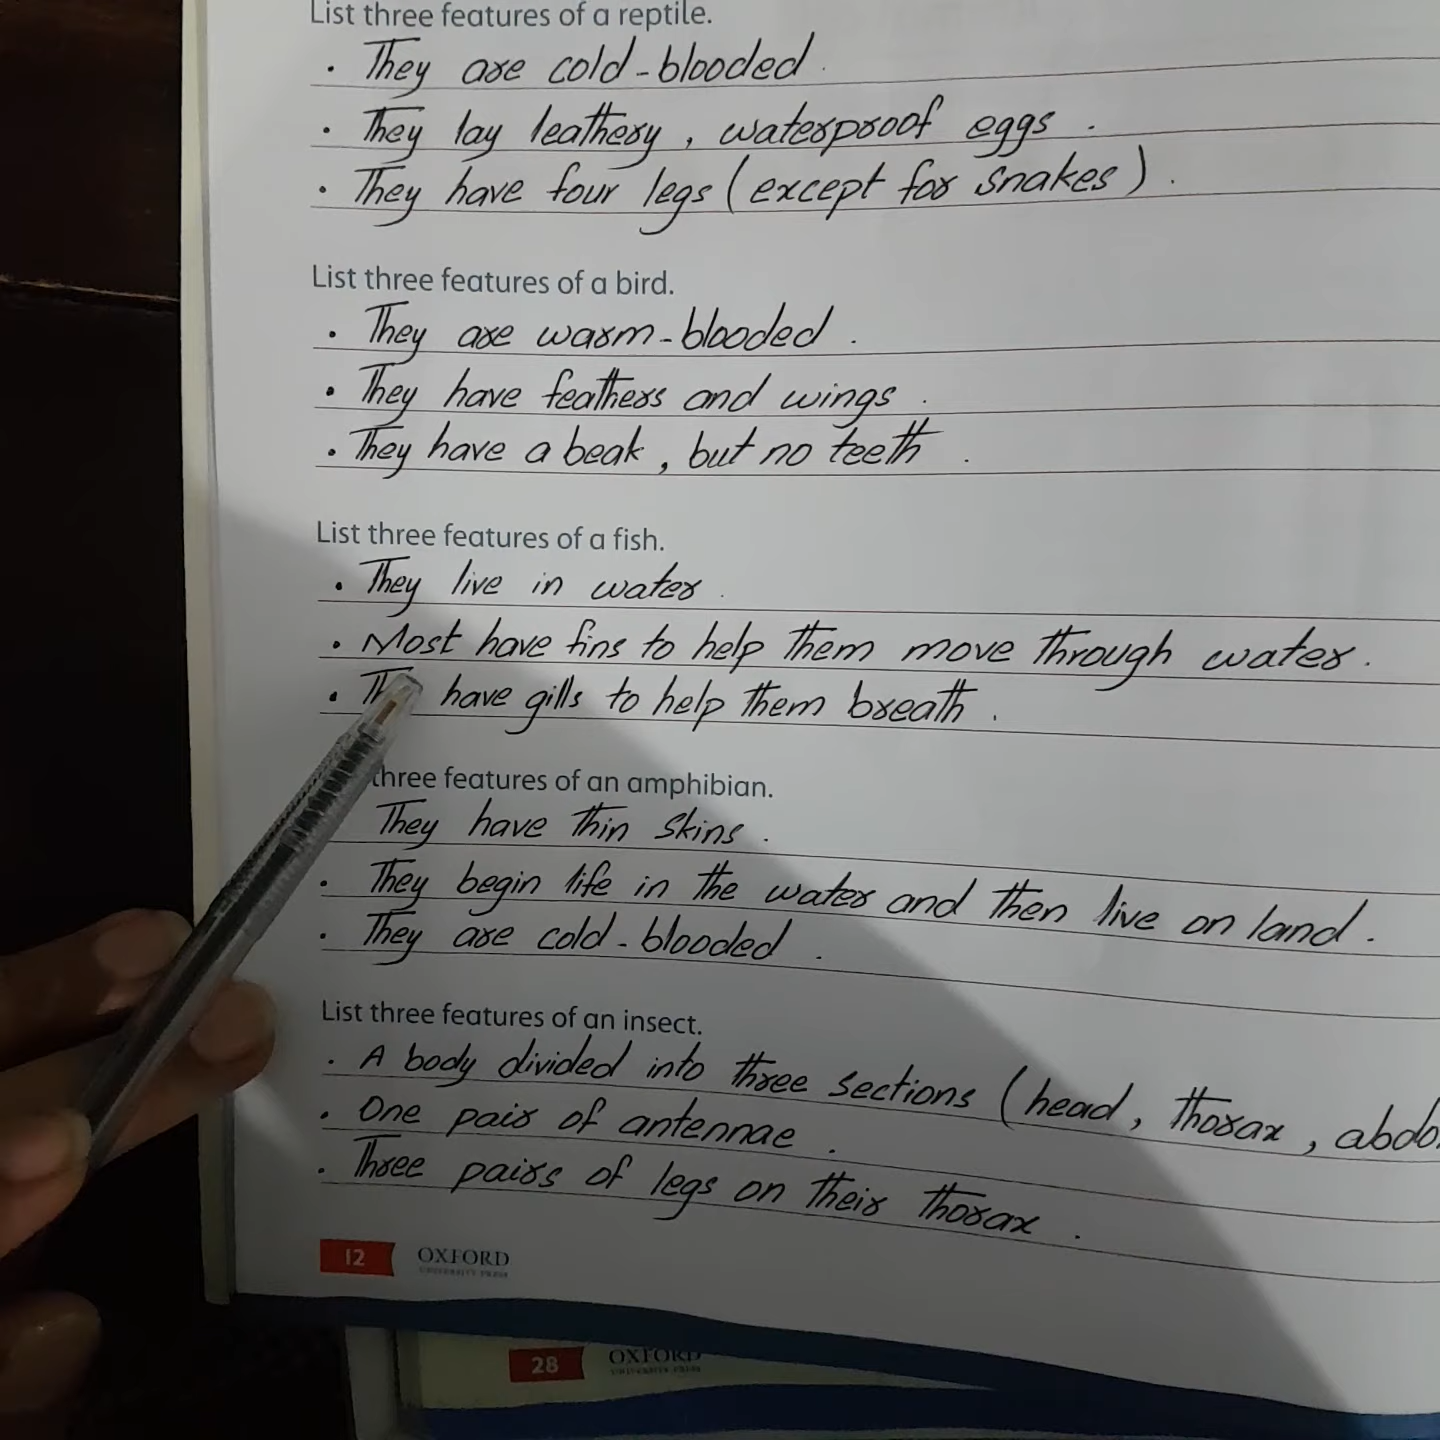 List three features of a reptile.
. They are cold-blooded.
. They lay leathery, waterproof eggs.
. They have four legs (except for snakes).
List three features of a bird.
. They are warm-blooded.
. They have feathers and wings.
. They have a beak, but no teeth.
List three features of a fish.
. They live in water.
. Most have fins to help them move through water.
. have gills to help them breath.
three features of an amphibian.
They have thin skins.
. They begin life in the water and then live on land.
. They are cold-blooded.
List three features of an insect.
. A body divided into three sections (head, thorax, abdo
. One pair of antennae.
. Three pairs of legs on their thorax.
12 OXFORD
UNIVERSITY PRESS
28 OXFORD
UNIVERSITY PRESS